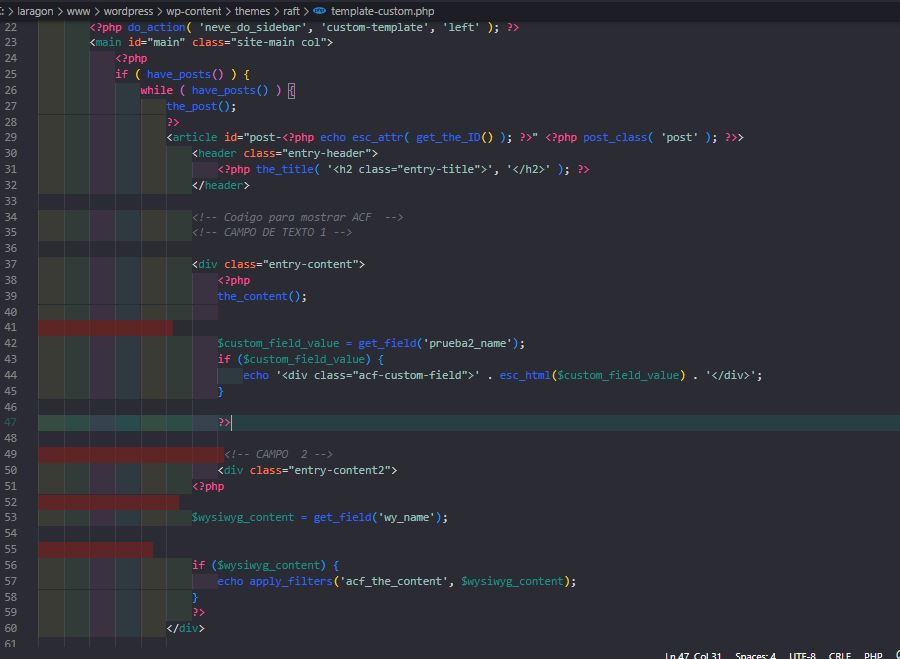 laragon > www > wordpress > wp-content > themes > raft > template-custom.php
22 <?php do_action( 'neve_do_sidebar', 'custom-template', 'left' ); ?>
23 <main id="main" class="site-main col">
24 <?php
25 if ( have_posts() ) {
26 while ( have_posts() ) {
27 the_post();
28 ?>
29 <article id="post-<?php echo esc_attr( get_the_ID() ); ?>" <?php post_class( 'post' ); ?>>
30 <header class="entry-header">
31 <?php the_title( '<h2 class="entry-title">', '</h2>' ); ?>
32 </header>
33
34 <!-- Codigo para mostrar ACF  -->
35 <!-- CAMPO DE TEXTO 1 -->
36
37 <div class="entry-content">
38 <?php
39 the_content();
40
41
42 $custom_field_value = get_field('prueba2_name');
43 if ($custom_field_value) {
44 echo '<div class="acf-custom-field">' . esc_html($custom_field_value) . '</div>';
45 }
46
47 ?>
48
49 <!-- CAMPO  2 -->
50 <div class="entry-content2">
51 <?php
52
53 $wysiwyg_content = get_field('wy_name');
54
55
56 if ($wysiwyg_content) {
57 echo apply_filters('acf_the_content', $wysiwyg_content);
58 }
59 ?>
60 </div>
61
Ln 47, Col 31 Spaces: 4 UTF-8 CRLF PHP